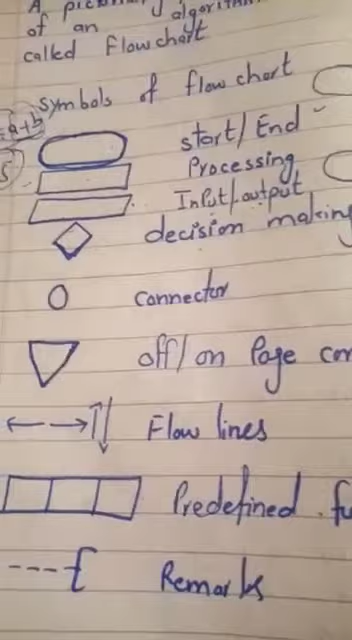 A
of an algorithm
called Flowchart
Symbols of flow chart
=a+b
start/End
Processing
Input/output
decision making
Connector
off/on Page
Flow lines
Predefined
Remarks